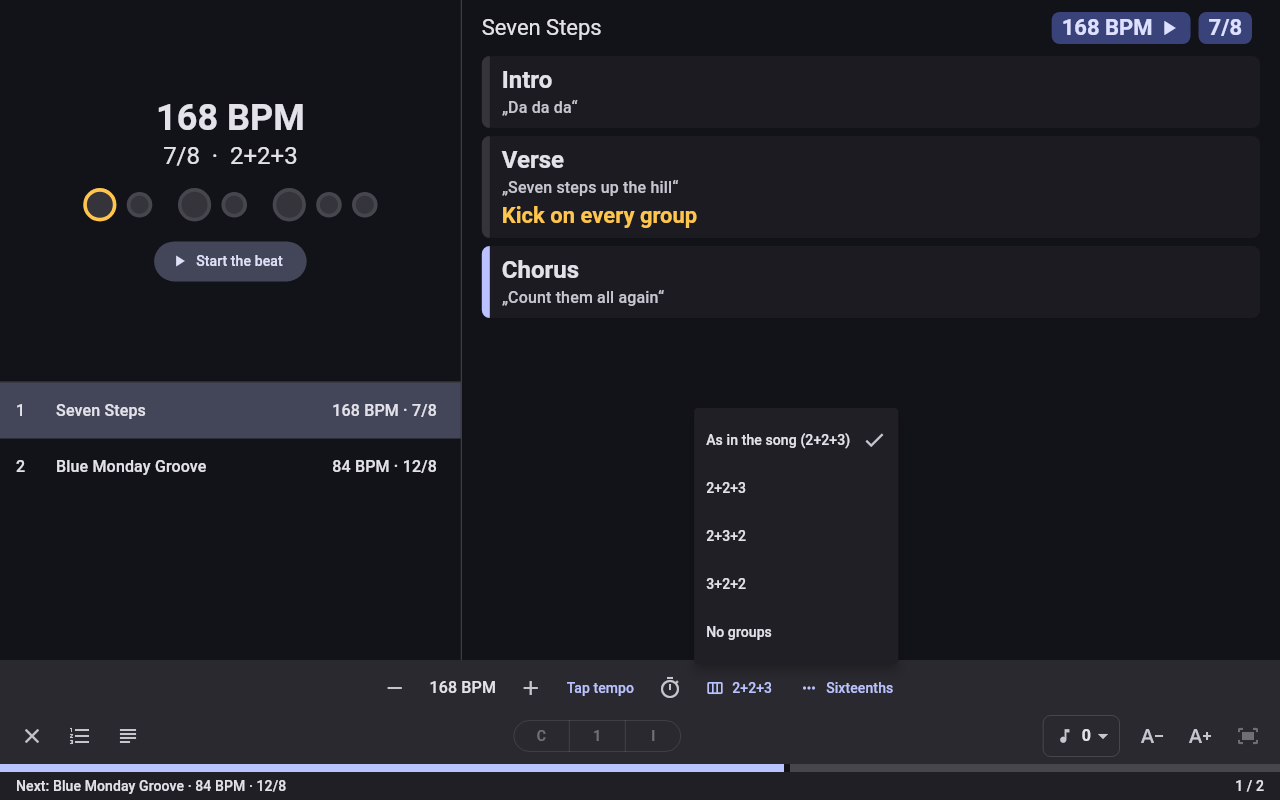 168 BPM
7/8 · 2+2+3
Start the beat
1 Seven Steps 168 BPM · 7/8
2 Blue Monday Groove 84 BPM · 12/8
Seven Steps
168 BPM
7/8
Intro
„Da da da“
Verse
„Seven steps up the hill“
Kick on every group
Chorus
„Count them all again“
As in the song (2+2+3)
2+2+3
2+3+2
3+2+2
No groups
168 BPM
Tap tempo
2+2+3
Sixteenths
C 1 I
0
A-
A+
Next: Blue Monday Groove · 84 BPM · 12/8
1 / 2